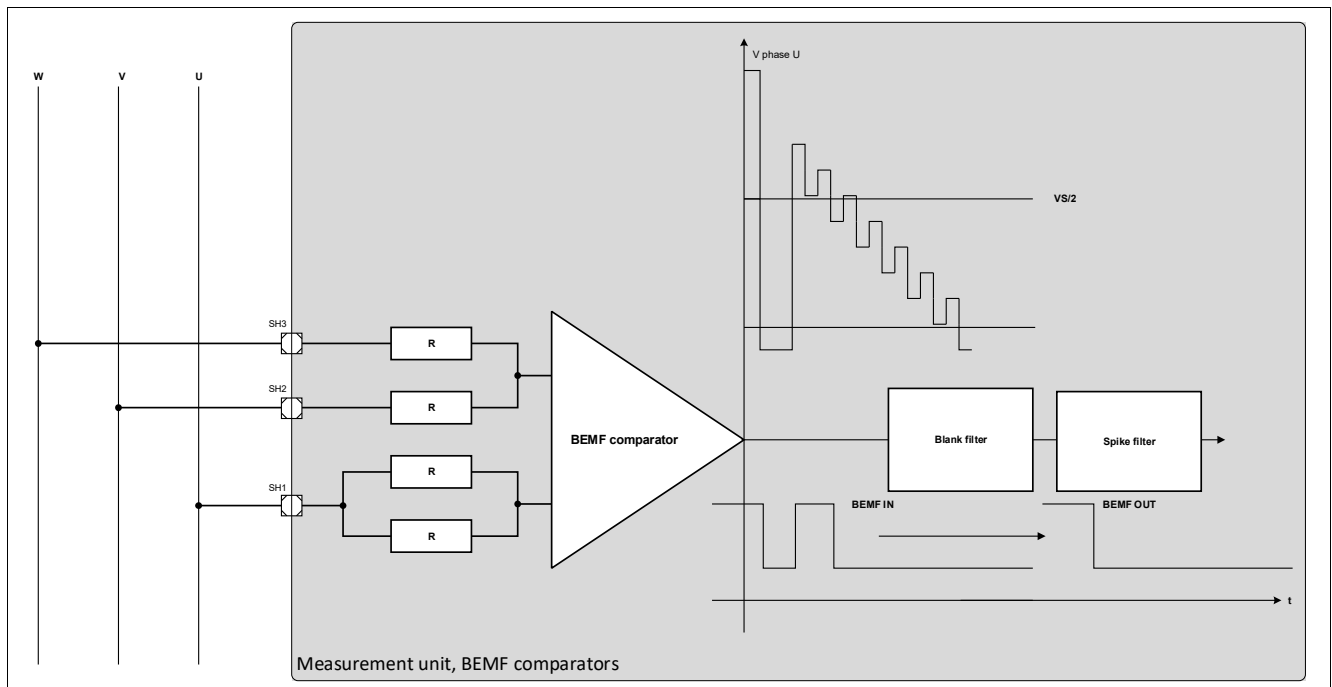 V phase U
W
V
U
VS/2
SH3
R
SH2
R
BEMF comparator
Blank filter
Spike filter
R
SH1
BEMF IN
BEMF OUT
R
t
Measurement unit, BEMF comparators